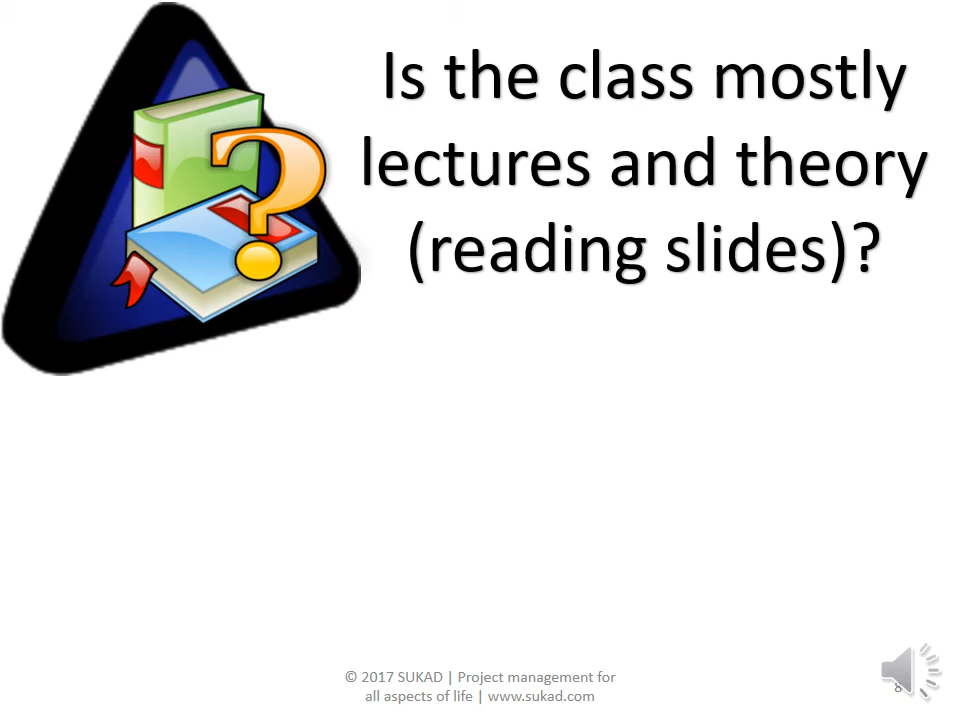 Is the class mostly
lectures and theory
(reading slides)?
© 2017 SUKAD | Project management for
all aspects of life | www.sukad.com